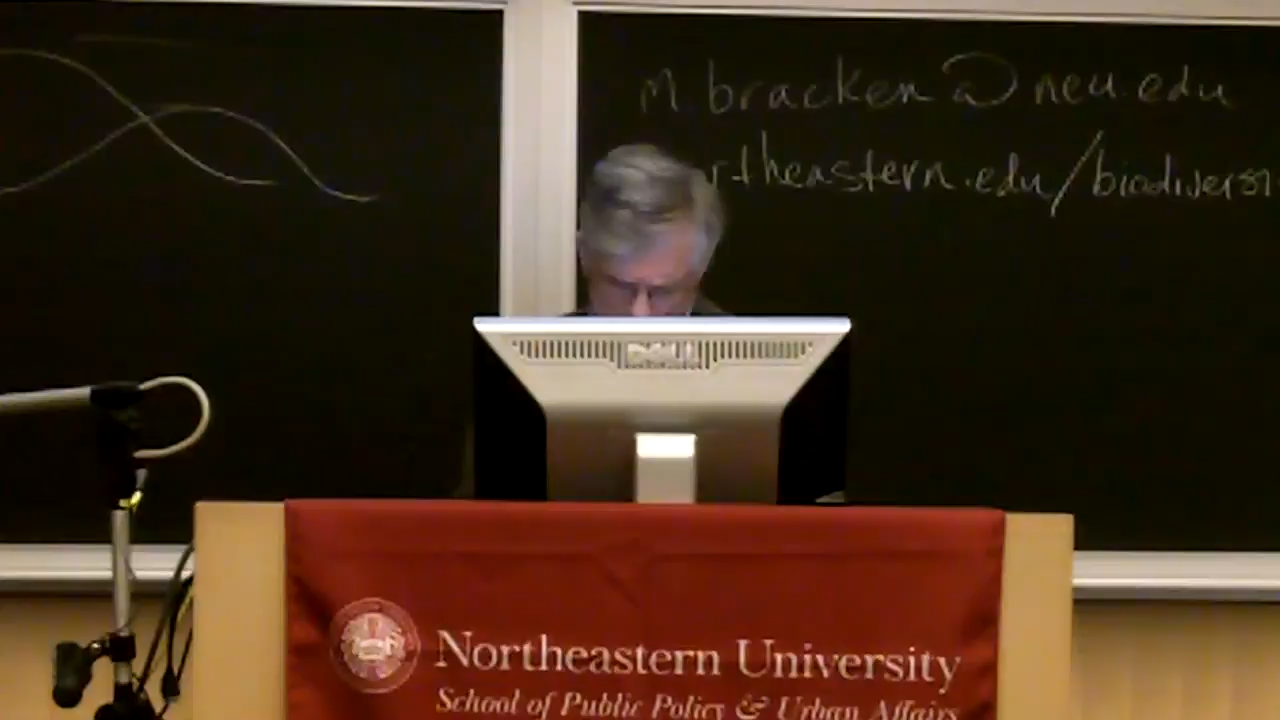 m.bracken@neu.edu
rtheastern.edu/biodiversi
DELL
Northeastern University
School of Public Policy & Urban Affairs